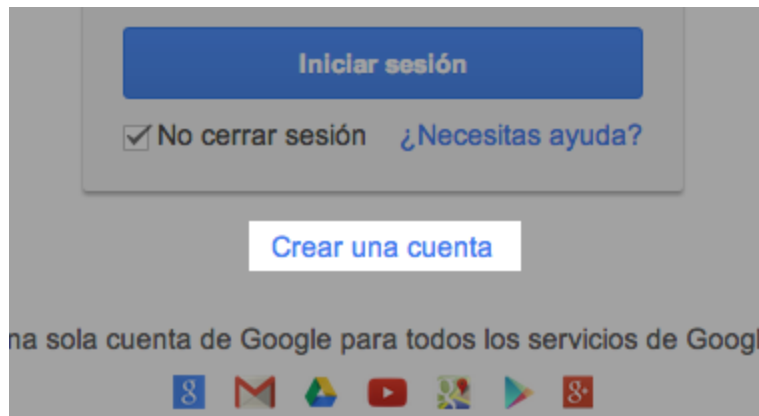 Iniciar sesión
No cerrar sesión ¿Necesitas ayuda?
Crear una cuenta
na sola cuenta de Google para todos los servicios de Googl